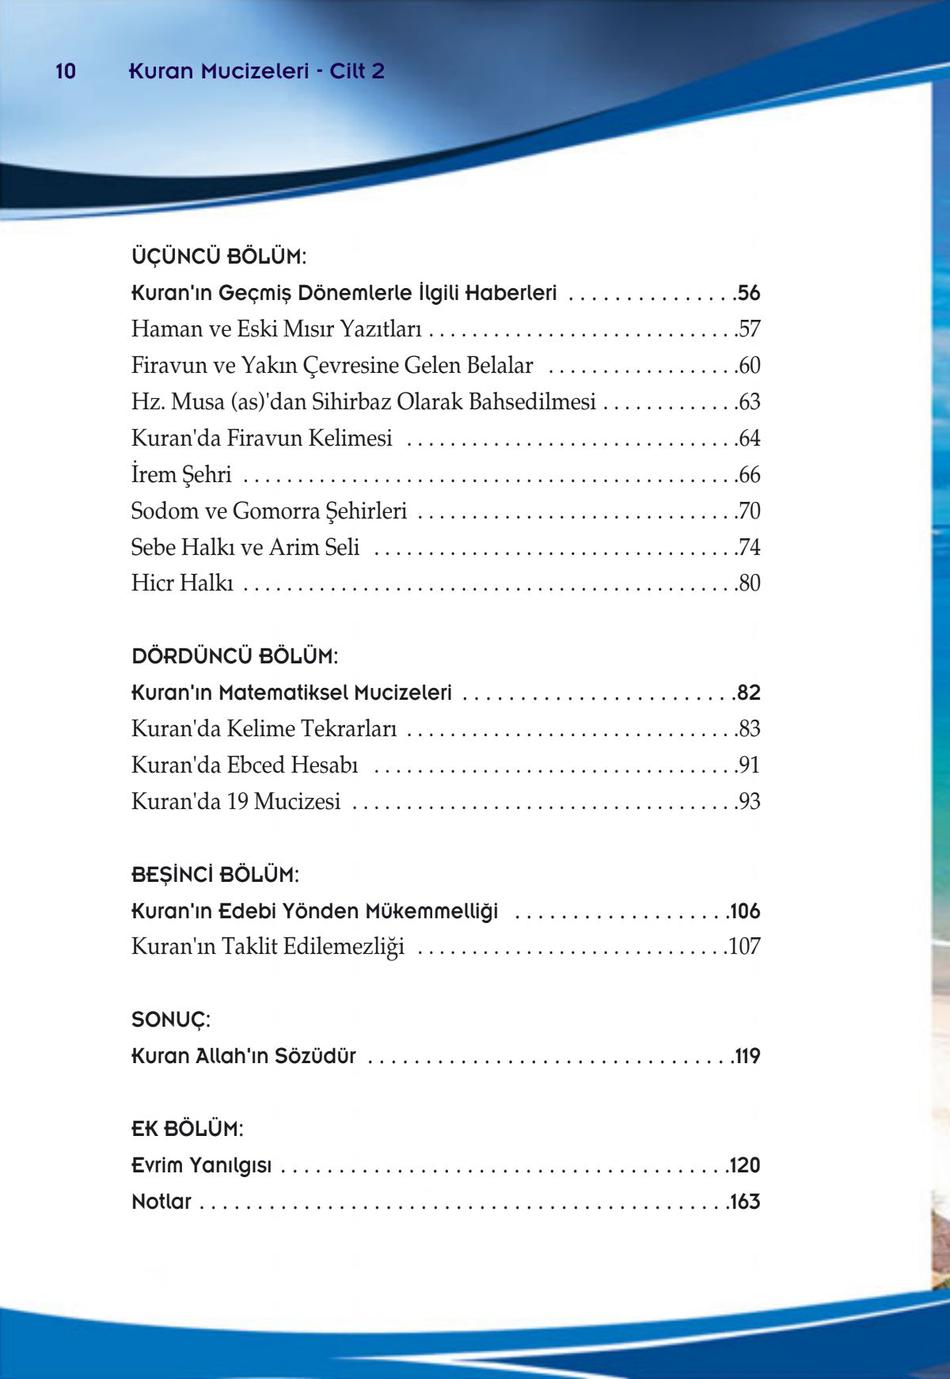 10 Kuran Mucizeleri - Cilt 2
ÜÇÜNCÜ BÖLÜM:
Kuran'ın Geçmiş Dönemlerle İlgili Haberleri . . . . . . . . . . . . . . .56
Haman ve Eski Mısır Yazıtları . . . . . . . . . . . . . . . . . . . . . . . . . . . . .57
Firavun ve Yakın Çevresine Gelen Belalar . . . . . . . . . . . . . . . . . .60
Hz. Musa (as)'dan Sihirbaz Olarak Bahsedilmesi . . . . . . . . . . . . .63
Kuran'da Firavun Kelimesi . . . . . . . . . . . . . . . . . . . . . . . . . . . . . . .64
İrem Şehri . . . . . . . . . . . . . . . . . . . . . . . . . . . . . . . . . . . . . . . . . . . . . .66
Sodom ve Gomorra Şehirleri . . . . . . . . . . . . . . . . . . . . . . . . . . . . . .70
Sebe Halkı ve Arim Seli . . . . . . . . . . . . . . . . . . . . . . . . . . . . . . . . . .74
Hicr Halkı . . . . . . . . . . . . . . . . . . . . . . . . . . . . . . . . . . . . . . . . . . . . . .80
DÖRDÜNCÜ BÖLÜM:
Kuran'ın Matematiksel Mucizeleri . . . . . . . . . . . . . . . . . . . . . . . .82
Kuran'da Kelime Tekrarları . . . . . . . . . . . . . . . . . . . . . . . . . . . . . . .83
Kuran'da Ebced Hesabı . . . . . . . . . . . . . . . . . . . . . . . . . . . . . . . . . .91
Kuran'da 19 Mucizesi . . . . . . . . . . . . . . . . . . . . . . . . . . . . . . . . . . . .93
BEŞİNCİ BÖLÜM:
Kuran'ın Edebi Yönden Mükemmelliği . . . . . . . . . . . . . . . . . . .106
Kuran'ın Taklit Edilemezliği . . . . . . . . . . . . . . . . . . . . . . . . . . . . .107
SONUÇ:
Kuran Allah'ın Sözüdür . . . . . . . . . . . . . . . . . . . . . . . . . . . . . . . .119
EK BÖLÜM:
Evrim Yanılgısı . . . . . . . . . . . . . . . . . . . . . . . . . . . . . . . . . . . . . . .120
Notlar . . . . . . . . . . . . . . . . . . . . . . . . . . . . . . . . . . . . . . . . . . . . . .163